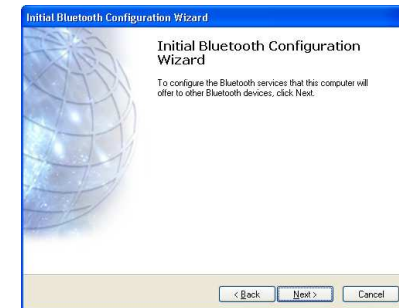 Initial Bluetooth Configuration Wizard
Initial Bluetooth Configuration
Wizard
To configure the Bluetooth services that this computer will
offer to other Bluetooth devices, click Next.
< Back Next > Cancel